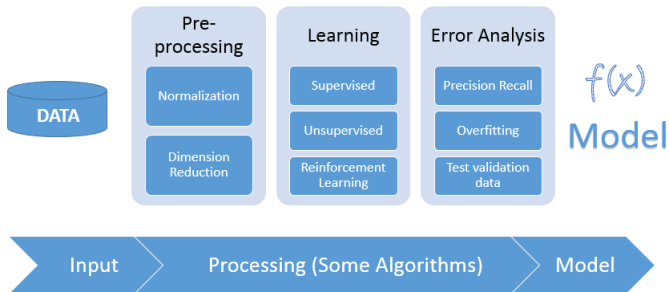 Pre-
processing
Learning
Error Analysis
DATA
Normalization
Dimension
Reduction
Supervised
Unsupervised
Reinforcement
Learning
Precision Recall
Overfitting
Test validation
data
f(x)
Model
Input
Processing (Some Algorithms)
Model